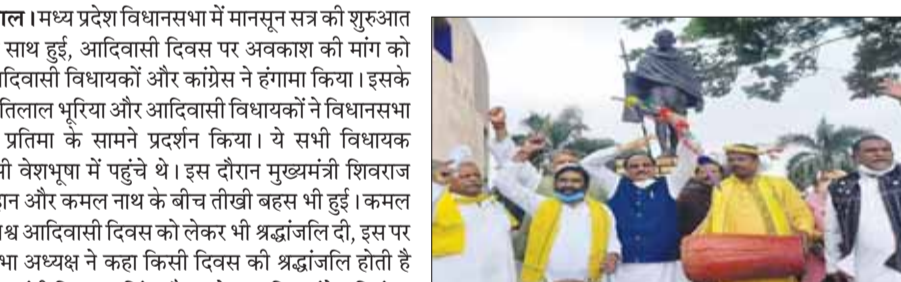 ाल। मध्य प्रदेश विधानसभा में मानसून सत्र की शुरुआत
साथ हुई, आदिवासी दिवस पर अवकाश की मांग को
ादिवासी विधायकों और कांग्रेस ने हंगामा किया। इसके
तिलाल भूरिया और आदिवासी विधायकों ने विधानसभा
प्रतिमा के सामने प्रदर्शन किया। ये सभी विधायक
ी वेशभूषा में पहुंचे थे। इस दौरान मुख्यमंत्री शिवराज
ान और कमल नाथ के बीच तीखी बहस भी हुई। कमल
श्व आदिवासी दिवस को लेकर भी श्रद्धांजलि दी, इस पर
भा अध्यक्ष ने कहा किसी दिवस की श्रद्धांजलि होती है